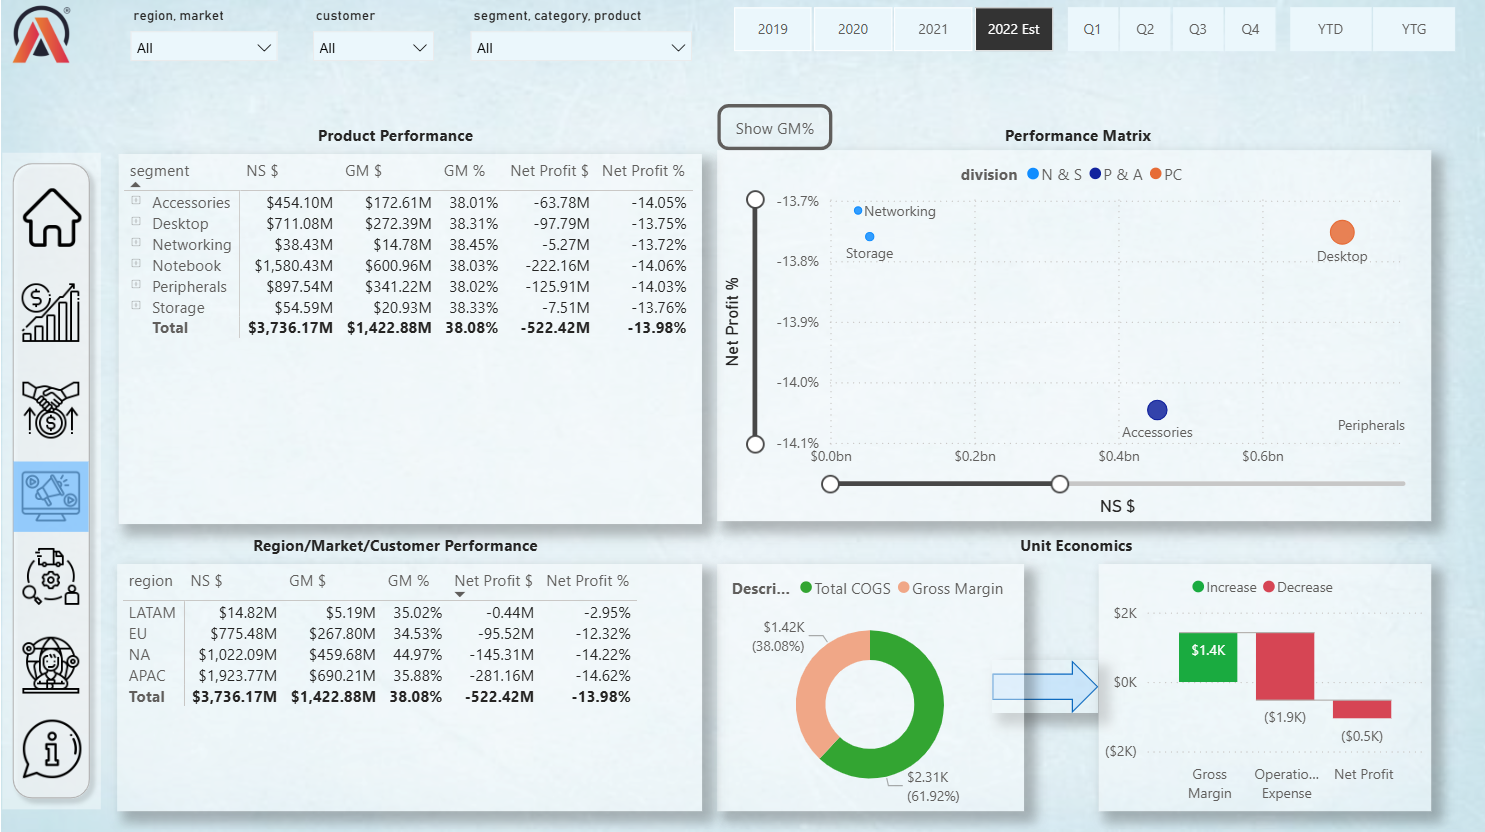 region, market
customer
segment, category, product
All
All
All
2019
2020
2021
2022 Est
Q1
Q2
Q3
Q4
YTD
YTG
Product Performance
segment NS $ GM $ GM % Net Profit $ Net Profit %
Accessories $454.10M $172.61M 38.01% -63.78M -14.05%
Desktop $711.08M $272.39M 38.31% -97.79M -13.75%
Networking $38.43M $14.78M 38.45% -5.27M -13.72%
Notebook $1,580.43M $600.96M 38.03% -222.16M -14.06%
Peripherals $897.54M $341.22M 38.02% -125.91M -14.03%
Storage $54.59M $20.93M 38.33% -7.51M -13.76%
Total $3,736.17M $1,422.88M 38.08% -522.42M -13.98%
Show GM%
Performance Matrix
division N & S P & A PC
Net Profit %
-13.7%
-13.8%
-13.9%
-14.0%
-14.1%
Networking
Storage
Desktop
Accessories
Peripherals
$0.0bn
$0.2bn
$0.4bn
$0.6bn
NS $
Region/Market/Customer Performance
region NS $ GM $ GM % Net Profit $ Net Profit %
LATAM $14.82M $5.19M 35.02% -0.44M -2.95%
EU $775.48M $267.80M 34.53% -95.52M -12.32%
NA $1,022.09M $459.68M 44.97% -145.31M -14.22%
APAC $1,923.77M $690.21M 35.88% -281.16M -14.62%
Total $3,736.17M $1,422.88M 38.08% -522.42M -13.98%
Unit Economics
Descri... Total COGS Gross Margin
$1.42K
(38.08%)
$2.31K
(61.92%)
Increase Decrease
$2K
$0K
($2K)
$1.4K
($1.9K)
($0.5K)
Gross
Margin
Operatio...
Expense
Net Profit